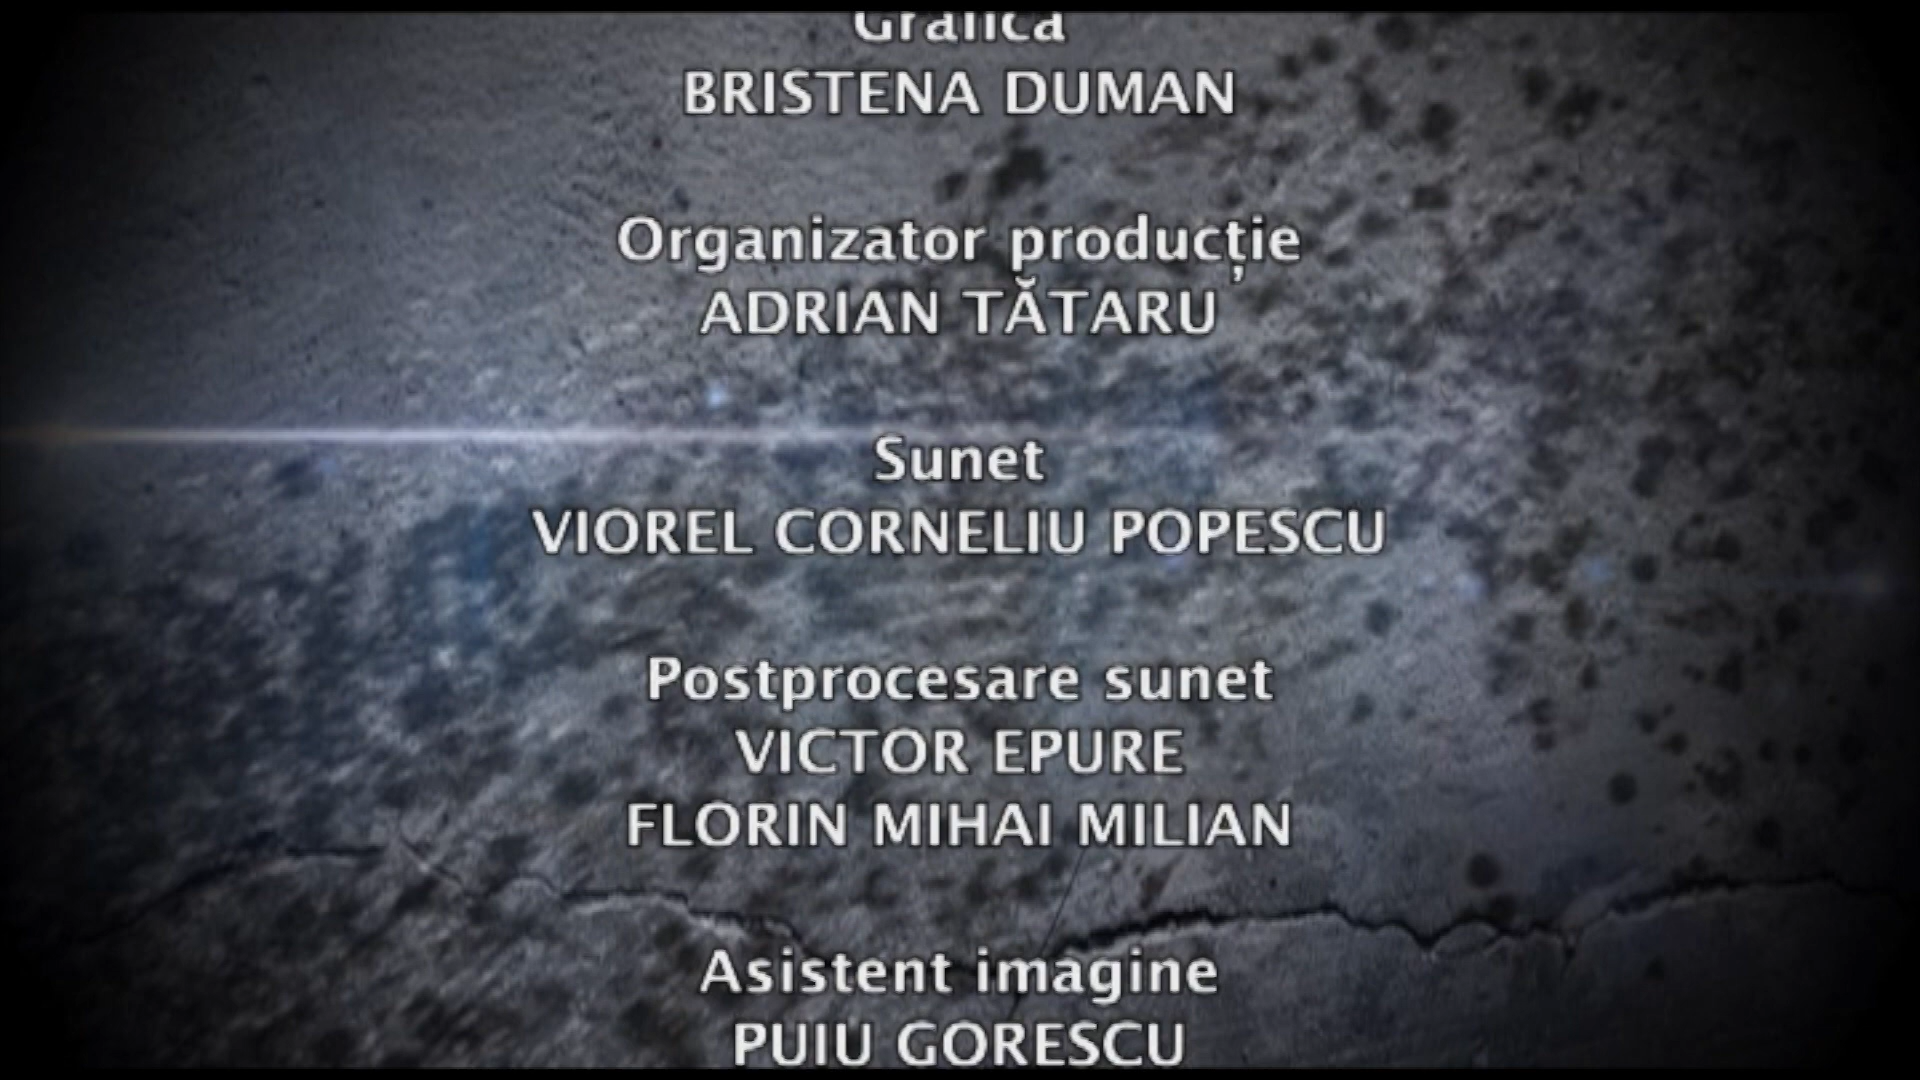 Grafica
BRISTENA DUMAN
Organizator producție
ADRIAN TĂTARU
Sunet
VIOREL CORNELIU POPESCU
Postprocesare sunet
VICTOR EPURE
FLORIN MIHAI MILIAN
Asistent imagine
PUIU GORESCU